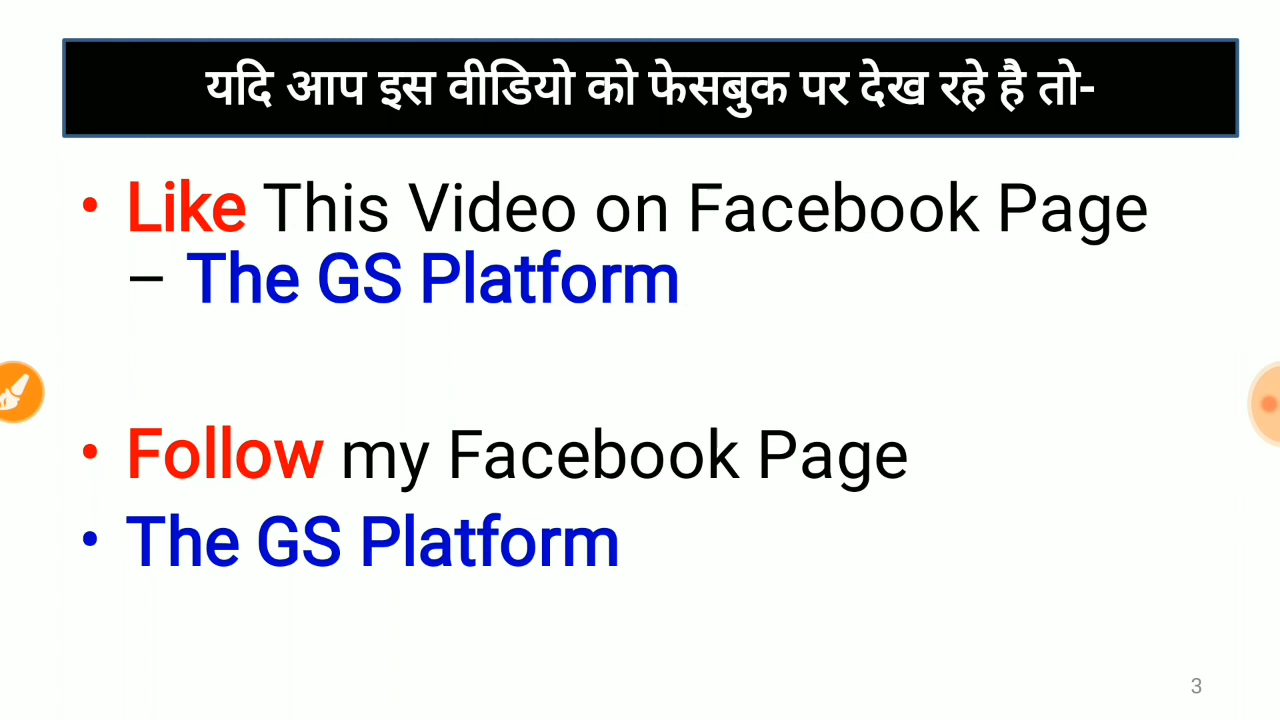 यदि आप इस वीडियो को फेसबुक पर देख रहे है तो-
• Like This Video on Facebook Page
– The GS Platform
• Follow my Facebook Page
• The GS Platform
3